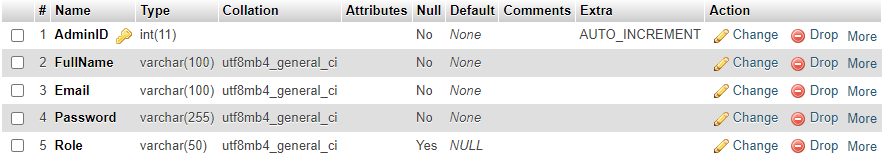 # Name Type Collation Attributes Null Default Comments Extra Action
1 AdminID int(11) No None AUTO_INCREMENT Change Drop More
2 FullName varchar(100) utf8mb4_general_ci No None Change Drop More
3 Email varchar(100) utf8mb4_general_ci No None Change Drop More
4 Password varchar(255) utf8mb4_general_ci No None Change Drop More
5 Role varchar(50) utf8mb4_general_ci Yes NULL Change Drop More